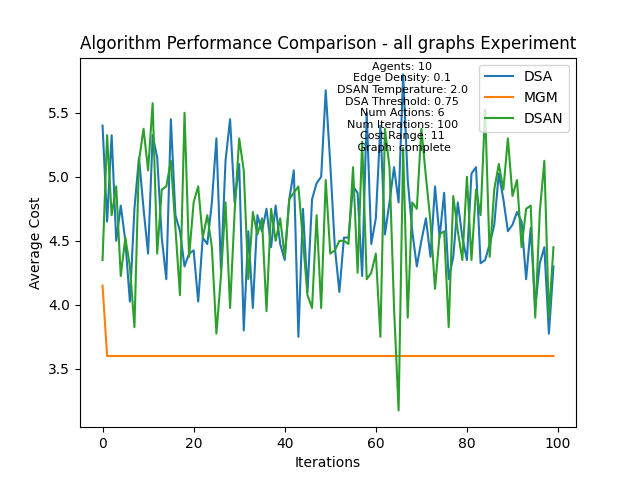 Algorithm Performance Comparison - all graphs Experiment
Agents: 10
Edge Density: 0.1
DSAN Temperature: 2.0
DSA Threshold: 0.75
Num Actions: 6
Num Iterations: 100
Cost Range: 11
Graph: complete
DSA
MGM
DSAN
Average Cost
5.5
5.0
4.5
4.0
3.5
0
20
40
60
80
100
Iterations